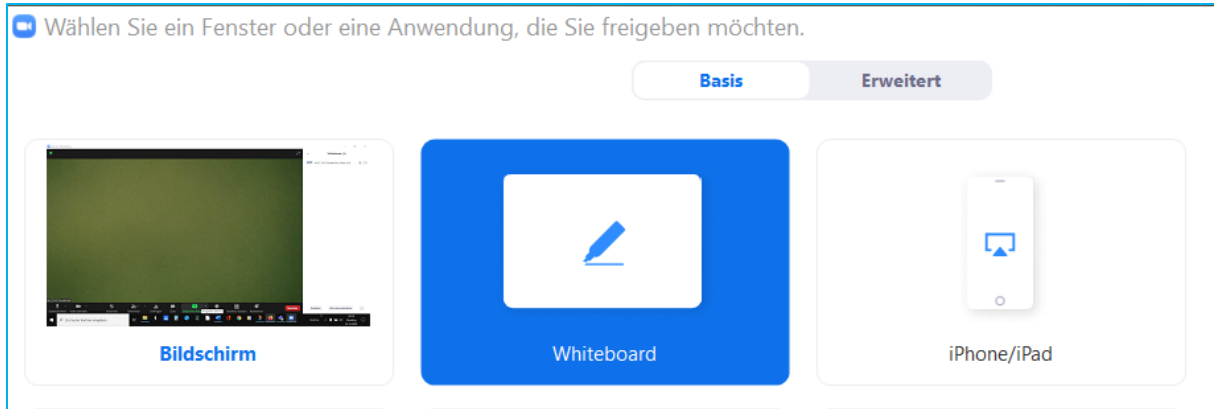 Wählen Sie ein Fenster oder eine Anwendung, die Sie freigeben möchten.
Basis
Erweitert
Bildschirm
Whiteboard
iPhone/iPad